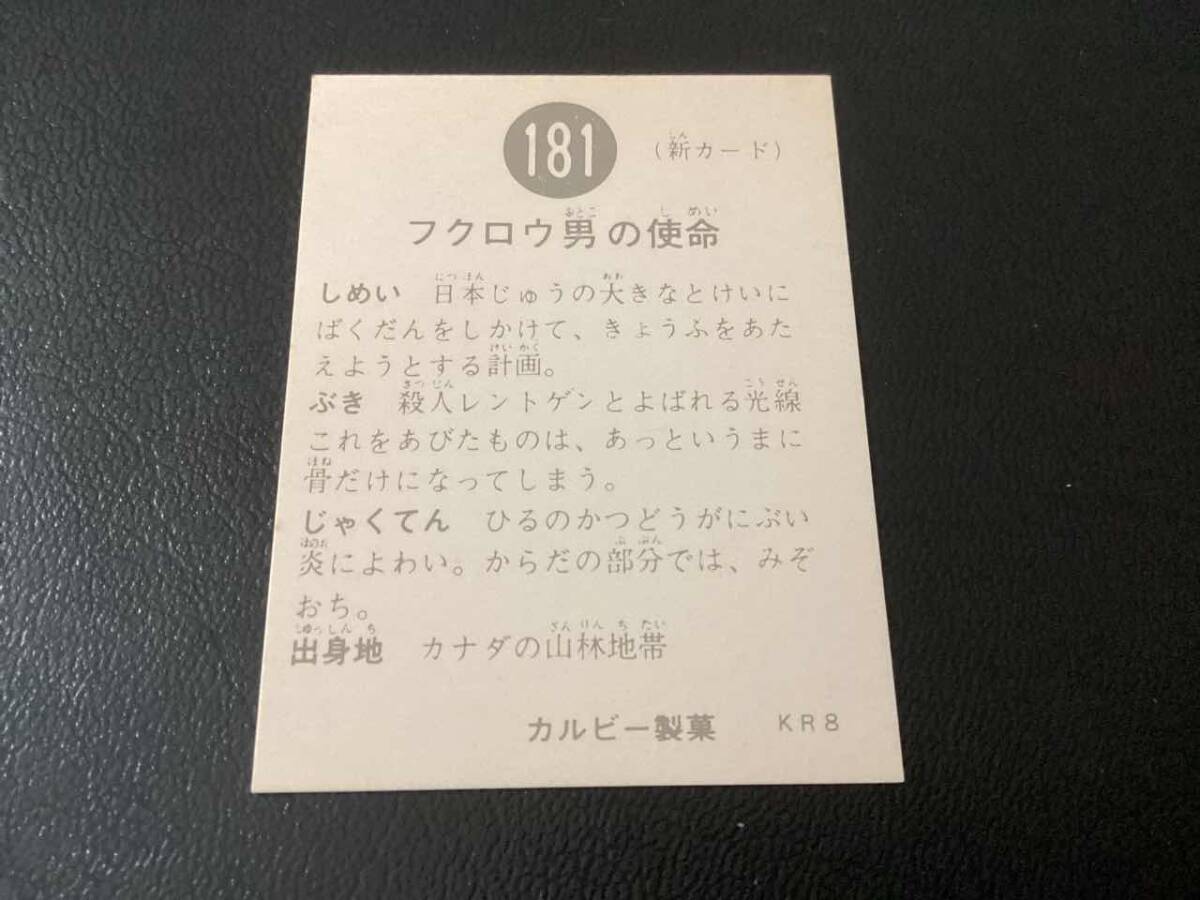 181 （新カード）
フクロウ男の使命
しめい　日本じゅうの大きなとけいに
ばくだんをしかけて、きょうふをあた
えようとする計画。
ぶき　殺人レントゲンとよばれる光線
これをあびたものは、あっというまに
骨だけになってしまう。
じゃくてん　ひるのかつどうがにぶい
炎によわい。からだの部分では、みぞ
おち。
出身地　カナダの山林地帯
カルビー製菓　KR8